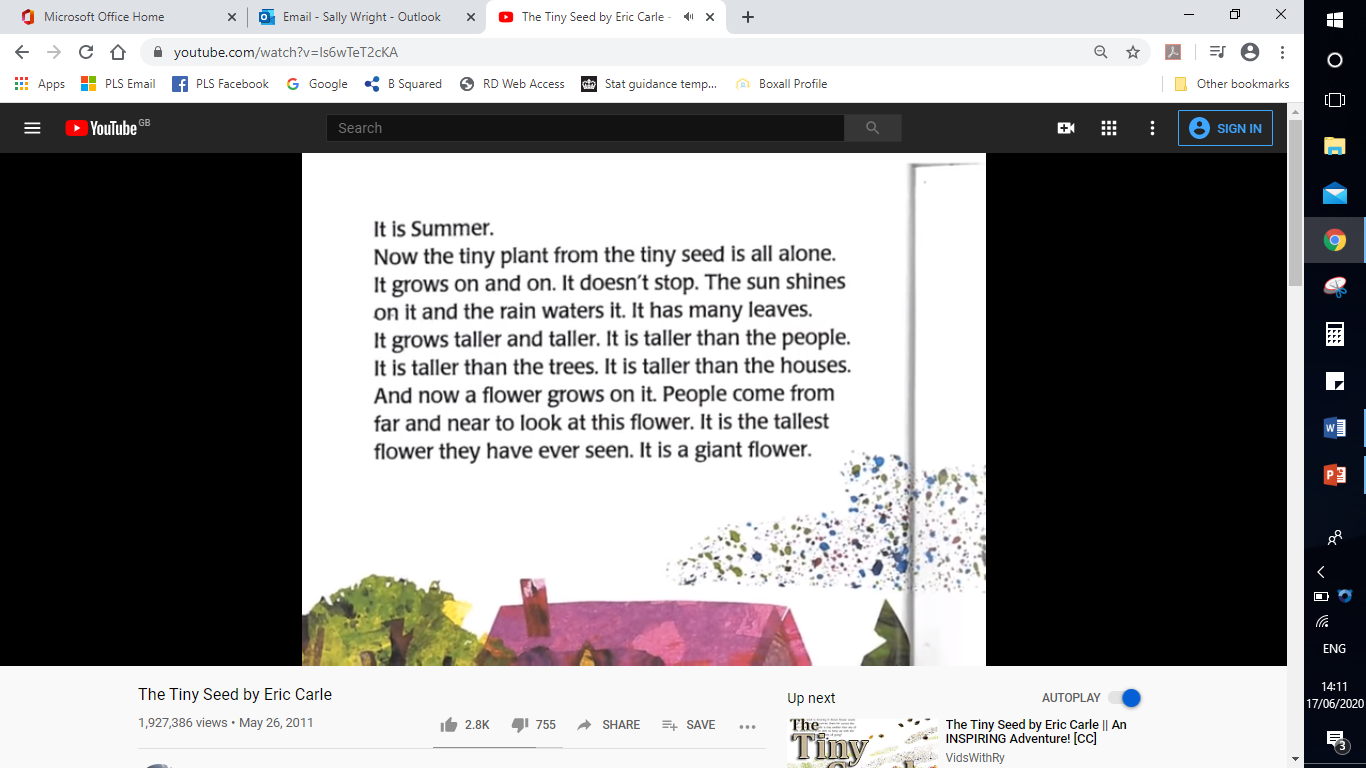 Microsoft Office Home
Email - Sally Wright - Outlook
The Tiny Seed by Eric Carle -
youtube.com/watch?v=Is6wTeT2cKA
Apps
PLS Email
PLS Facebook
Google
B Squared
RD Web Access
Stat guidance temp...
Boxall Profile
Other bookmarks
YouTube GB
Search
SIGN IN
It is Summer.
Now the tiny plant from the tiny seed is all alone.
It grows on and on. It doesn't stop. The sun shines
on it and the rain waters it. It has many leaves.
It grows taller and taller. It is taller than the people.
It is taller than the trees. It is taller than the houses.
And now a flower grows on it. People come from
far and near to look at this flower. It is the tallest
flower they have ever seen. It is a giant flower.
The Tiny Seed by Eric Carle
1,927,386 views • May 26, 2011
2.8K
755
SHARE
SAVE
Up next
AUTOPLAY
The
Tiny
The Tiny Seed by Eric Carle || An
INSPIRING Adventure! [CC]
VidsWithRy
ENG
14:11
17/06/2020
3